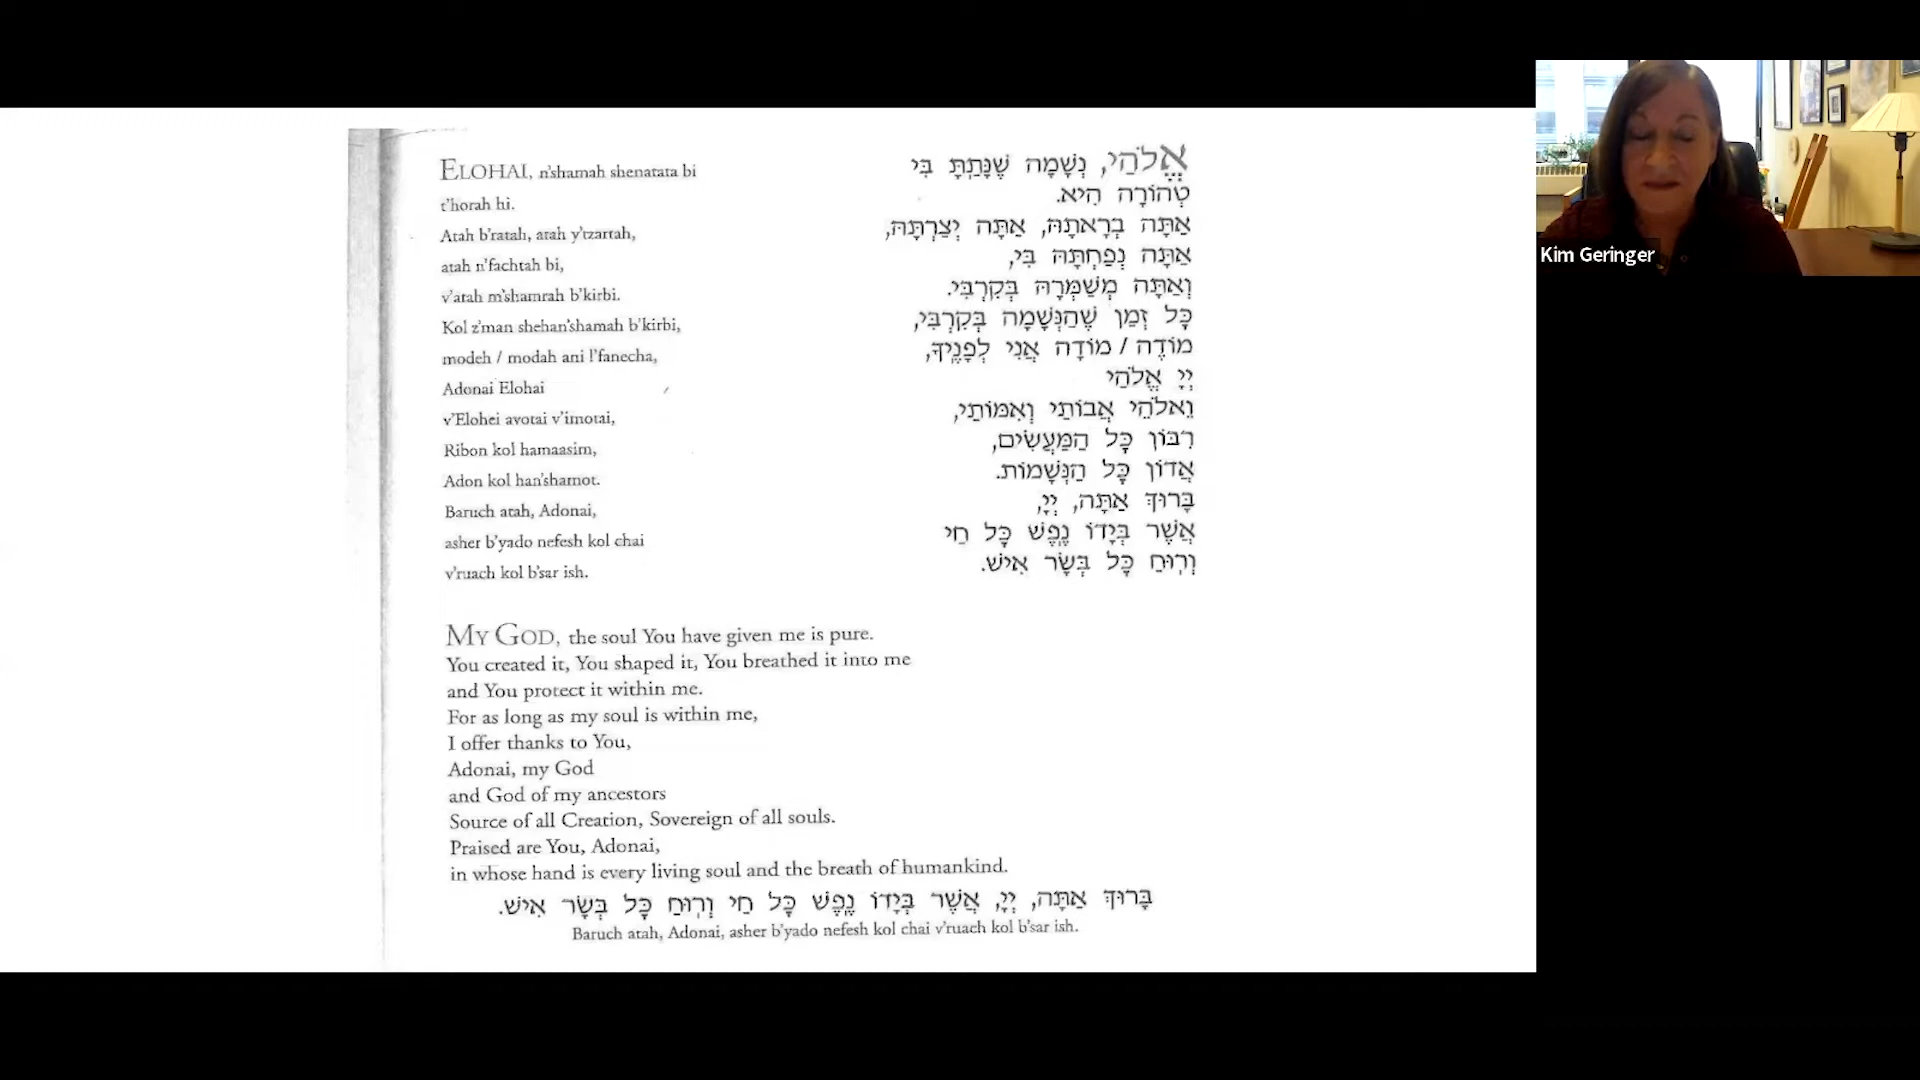 ELOHAI, n'shamah shenatata bi
t'horah hi.
Atah b'ratah, atah y'tzartah,
atah n'fachtah bi,
v'atah m'shamrah b'kirbi.
Kol z'man shehan'shamah b'kirbi,
modeh / modah ani l'fanecha,
Adonai Elohai
v'Elohei avotai v'imotai,
Ribon kol hamaasim,
Adon kol han'shamot.
Baruch atah, Adonai,
asher b'yado nefesh kol chai
v'ruach kol b'sar ish.
אֱלֹהַי, נְשָׁמָה שֶׁנָּתַתָּ בִּי
טְהוֹרָה הִיא.
אַתָּה בְרָאתָהּ, אַתָּה יְצַרְתָּהּ,
אַתָּה נְפַחְתָּהּ בִּי,
וְאַתָּה מְשַׁמְּרָהּ בְּקִרְבִּי.
כׇּל זְמַן שֶׁהַנְּשָׁמָה בְּקִרְבִּי,
מוֹדֶה / מוֹדָה אֲנִי לְפָנֶיךָ,
יְיָ אֱלֹהַי
וֵאלֹהֵי אֲבוֹתַי וְאִמּוֹתַי,
רִבּוֹן כׇּל הַמַּעֲשִׂים,
אֲדוֹן כׇּל הַנְּשָׁמוֹת.
בָּרוּךְ אַתָּה, יְיָ,
אֲשֶׁר בְּיָדוֹ נֶפֶשׁ כׇּל חַי
וְרוּחַ כׇּל בְּשַׂר אִישׁ.
MY GOD, the soul You have given me is pure.
You created it, You shaped it, You breathed it into me
and You protect it within me.
For as long as my soul is within me,
I offer thanks to You,
Adonai, my God
and God of my ancestors
Source of all Creation, Sovereign of all souls.
Praised are You, Adonai,
in whose hand is every living soul and the breath of humankind.
בָּרוּךְ אַתָּה, יְיָ, אֲשֶׁר בְּיָדוֹ נֶפֶשׁ כׇּל חַי וְרוּחַ כׇּל בְּשַׂר אִישׁ.
Baruch atah, Adonai, asher b'yado nefesh kol chai v'ruach kol b'sar ish.
Kim Geringer